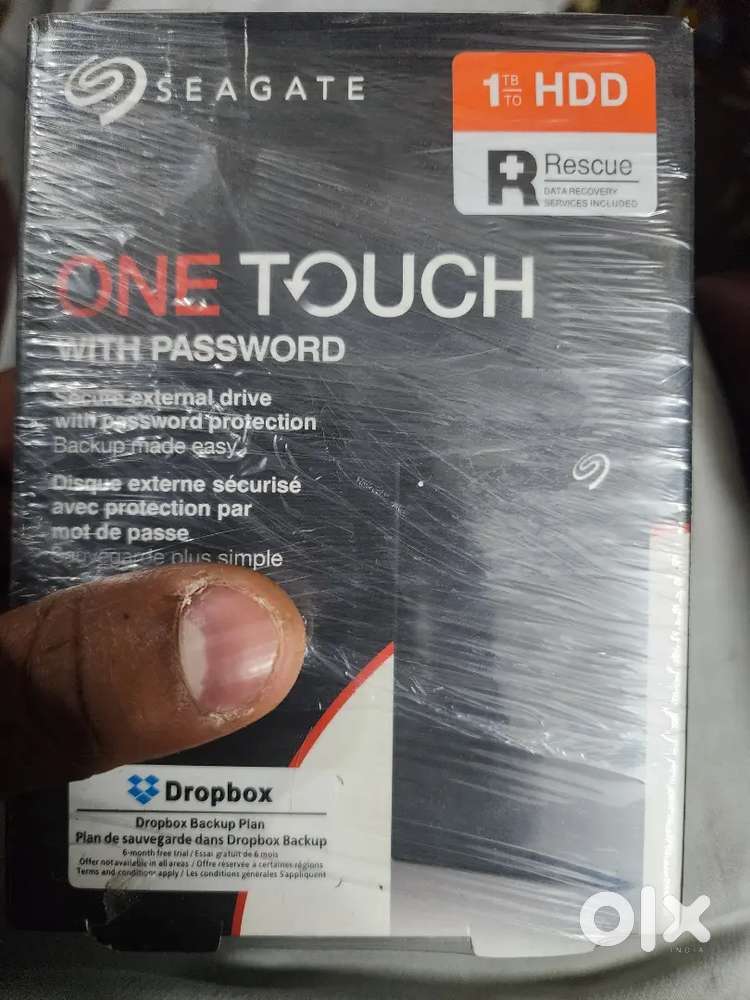 SEAGATE
1 TB TO HDD
Rescue
DATA RECOVERY
SERVICES INCLUDED
ONE TOUCH
WITH PASSWORD
Secure external drive
with password protection
Backup made easy
Disque externe sécurisé
avec protection par
mot de passe
Sauvegarde plus simple
Dropbox
Dropbox Backup Plan
Plan de sauvegarde dans Dropbox Backup
6-month free trial / Essai gratuit de 6 mois
Offer not available in all areas / Offre réservée à certaines régions
Terms and conditions apply / Les conditions générales S'appliquent
olx
INDIA